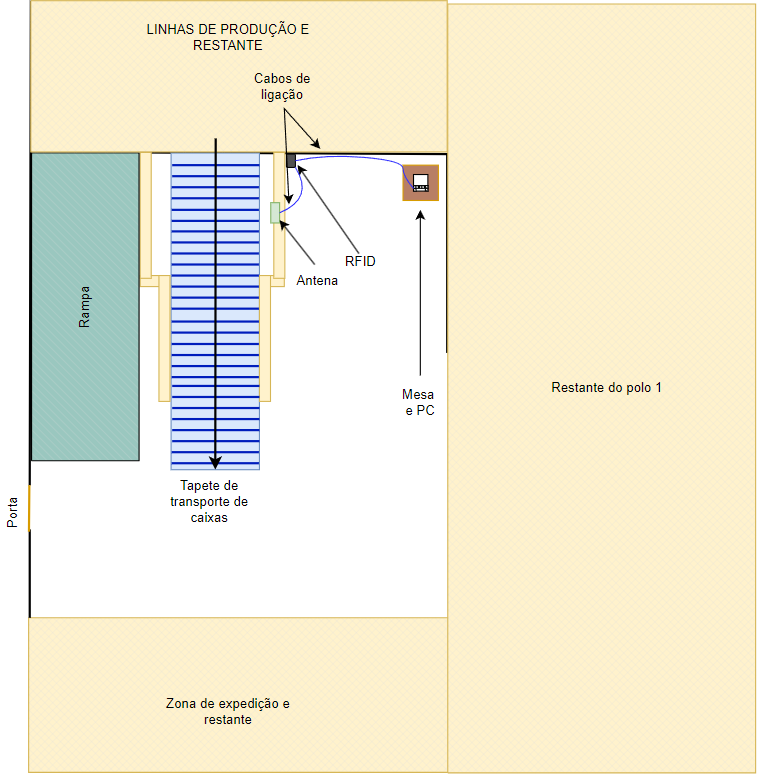 LINHAS DE PRODUÇÃO E
RESTANTE
Cabos de
ligação
RFID
Antena
Rampa
Mesa
e PC
Restante do polo 1
Tapete de
transporte de
caixas
Porta
Zona de expedição e
restante